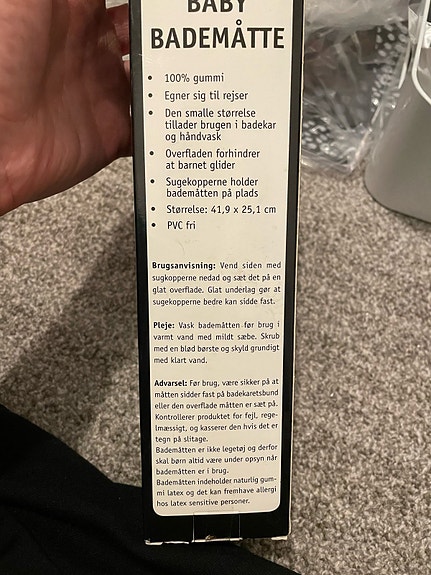 BABY
BADEMÅTTE
• 100% gummi
• Egner sig til rejser
• Den smalle størrelse
tillader brugen i badekar
og håndvask
• Overfladen forhindrer
at barnet glider
• Sugekopperne holder
bademåtten på plads
• Størrelse: 41,9 x 25,1 cm
• PVC fri
Brugsanvisning: Vend siden med
sugkopperne nedad og sæt det på en
glat overflade. Glat underlag gør at
sugekopperne bedre kan sidde fast.
Pleje: Vask bademåtten før brug i
varmt vand med mildt sæbe. Skrub
med en blød børste og skyld grundigt
med klart vand.
Advarsel: Før brug, være sikker på at
måtten sidder fast på badekaretsbund
eller den overflade måtten er sæt på.
Kontrollerer produktet for fejl, rege-
lmæssigt, og kasserer den hvis det er
tegn på slitage.
Bademåtten er ikke legetøj og derfor
skal børn altid være under opsyn når
bademåtten er i brug.
Bademåtten indeholder naturlig gum-
mi latex og det kan fremhave allergi
hos latex sensitive personer.